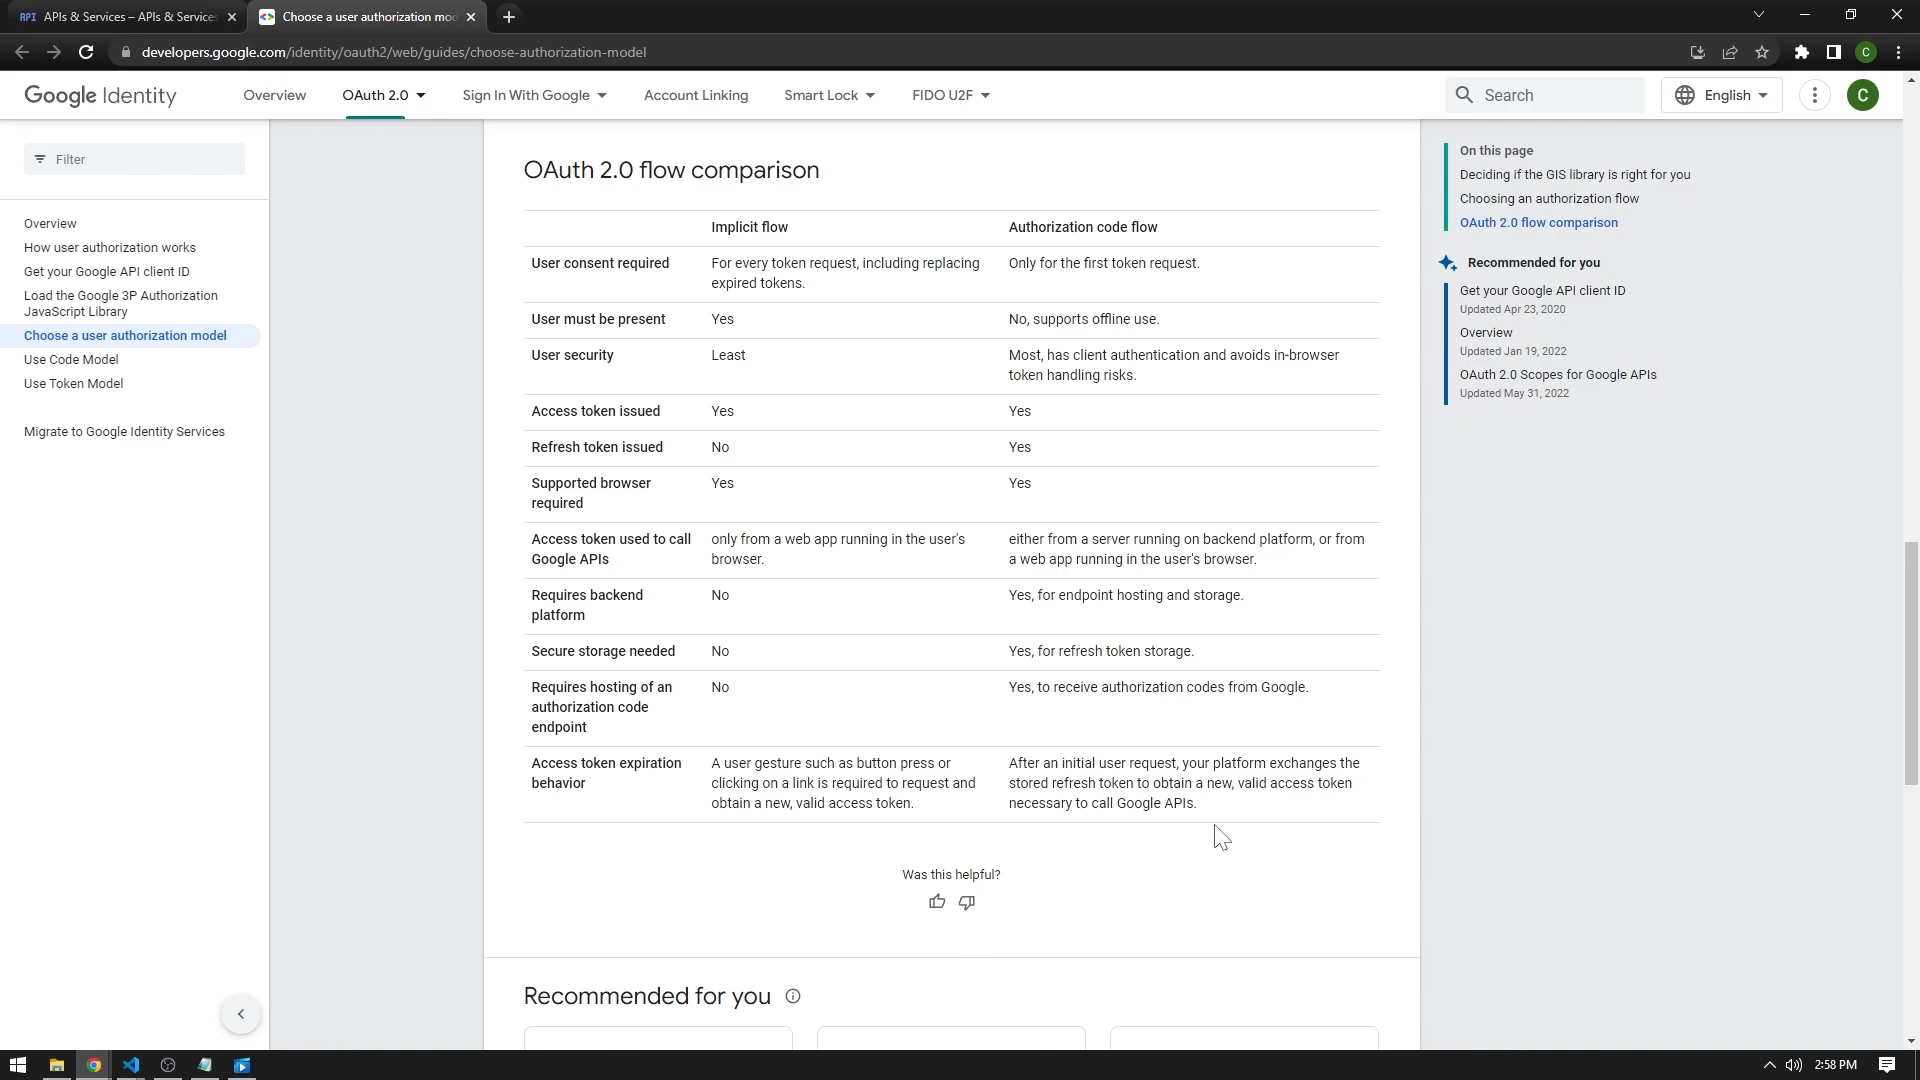 API APIs & Services – APIs & Services
Choose a user authorization mod
developers.google.com/identity/oauth2/web/guides/choose-authorization-model
C
Google Identity
Overview
OAuth 2.0
Sign In With Google
Account Linking
Smart Lock
FIDO U2F
Search
English
C
Filter
Overview
How user authorization works
Get your Google API client ID
Load the Google 3P Authorization
JavaScript Library
Choose a user authorization model
Use Code Model
Use Token Model
Migrate to Google Identity Services
OAuth 2.0 flow comparison
Implicit flow Authorization code flow
User consent required For every token request, including replacing Only for the first token request.
expired tokens.
User must be present Yes No, supports offline use.
User security Least Most, has client authentication and avoids in-browser
token handling risks.
Access token issued Yes Yes
Refresh token issued No Yes
Supported browser Yes Yes
required
Access token used to call only from a web app running in the user's either from a server running on backend platform, or from
Google APIs browser. a web app running in the user's browser.
Requires backend No Yes, for endpoint hosting and storage.
platform
Secure storage needed No Yes, for refresh token storage.
Requires hosting of an No Yes, to receive authorization codes from Google.
authorization code
endpoint
Access token expiration A user gesture such as button press or After an initial user request, your platform exchanges the
behavior clicking on a link is required to request and stored refresh token to obtain a new, valid access token
obtain a new, valid access token. necessary to call Google APIs.
Was this helpful?
Recommended for you
On this page
Deciding if the GIS library is right for you
Choosing an authorization flow
OAuth 2.0 flow comparison
Recommended for you
Get your Google API client ID
Updated Apr 23, 2020
Overview
Updated Jan 19, 2022
OAuth 2.0 Scopes for Google APIs
Updated May 31, 2022
2:58 PM